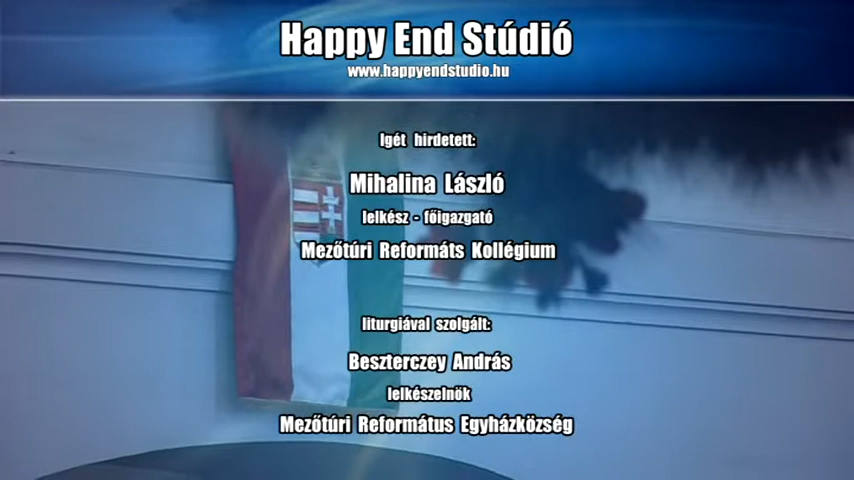 Happy End Stúdió
www.happyendstudio.hu
Igét hirdetett:
Mihalina László
lelkész - főigazgató
Mezőtúri Reformáts Kollégium
liturgiával szolgált:
Beszterczey András
lelkészelnök
Mezőtúri Református Egyházközség